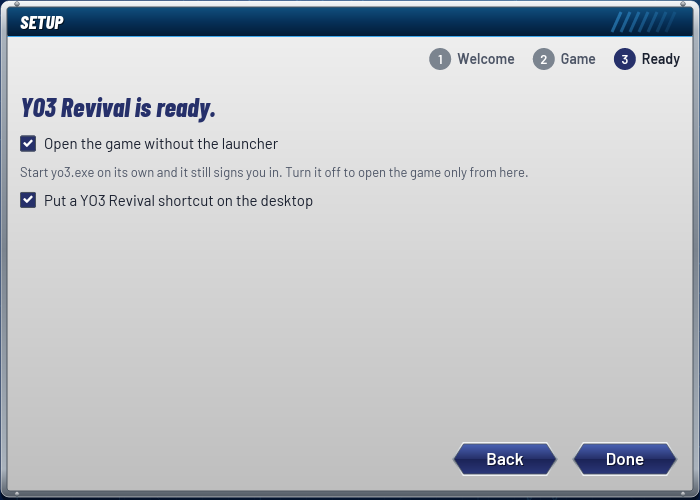 SETUP
1 Welcome 2 Game 3 Ready
YO3 Revival is ready.
Open the game without the launcher
Start yo3.exe on its own and it still signs you in. Turn it off to open the game only from here.
Put a YO3 Revival shortcut on the desktop
Back Done